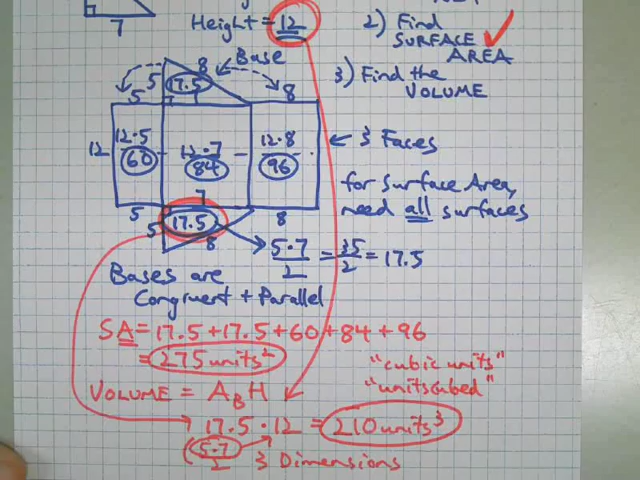 7
Height = 12
2) Find
SURFACE
AREA
3) Find the
VOLUME
Base
5 8
17.5
5 7 8
12
12·5
60
12·7
84
12·8
96
← 3 Faces
for Surface Area,
need all surfaces
5 7 8
5
17.5
8
5·7/2 = 35/2 = 17.5
Bases are
Congruent + Parallel
SA = 17.5+17.5+60+84+96
= 275 units²
"cubic units"
"units cubed"
VOLUME = A_B H
17.5·12 = 210 units³
(5·7/2 3 Dimensions